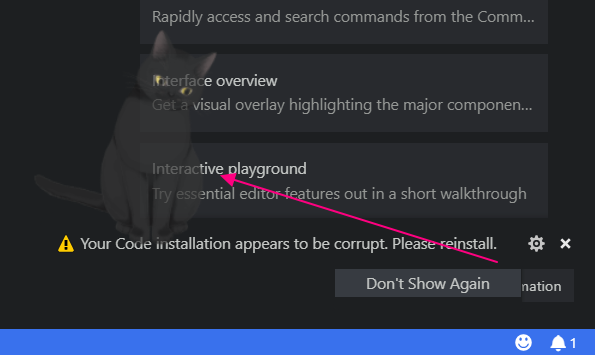 Rapidly access and search commands from the Comm...
Interface overview
Get a visual overlay highlighting the major componen...
Interactive playground
Try essential editor features out in a short walkthrough
Your Code installation appears to be corrupt. Please reinstall.
Don't Show Again
mation
1